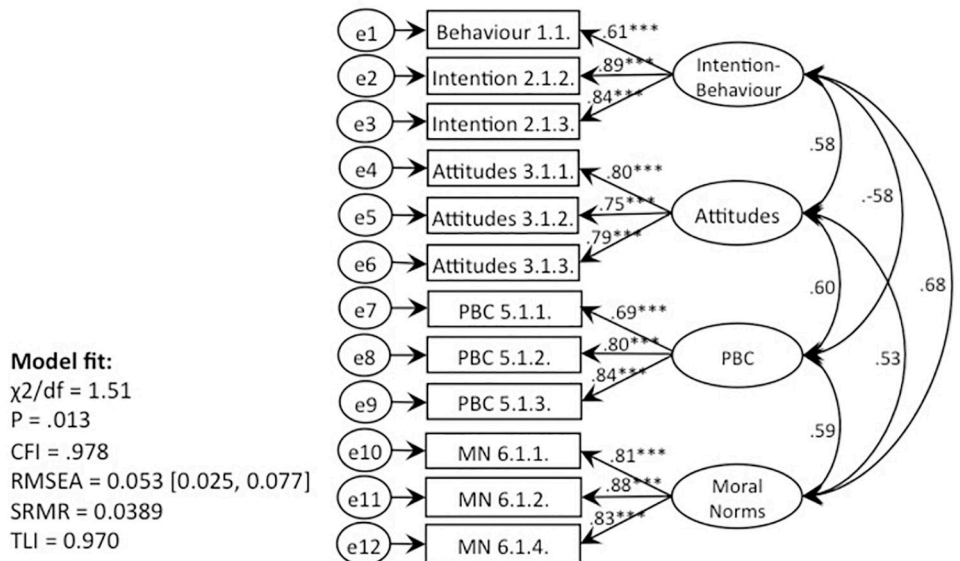 e1 Behaviour 1.1. .61***
e2 Intention 2.1.2. .89***
e3 Intention 2.1.3. .84***
Intention-
Behaviour
e4 Attitudes 3.1.1. .80***
e5 Attitudes 3.1.2. .75***
e6 Attitudes 3.1.3. .79***
Attitudes
e7 PBC 5.1.1. .69***
e8 PBC 5.1.2. .80***
e9 PBC 5.1.3. .84***
PBC
e10 MN 6.1.1. .81***
e11 MN 6.1.2. .88***
e12 MN 6.1.4. .83***
Moral
Norms
.58
.-58
.60
.68
.53
.59
Model fit:
χ2/df = 1.51
P = .013
CFI = .978
RMSEA = 0.053 [0.025, 0.077]
SRMR = 0.0389
TLI = 0.970